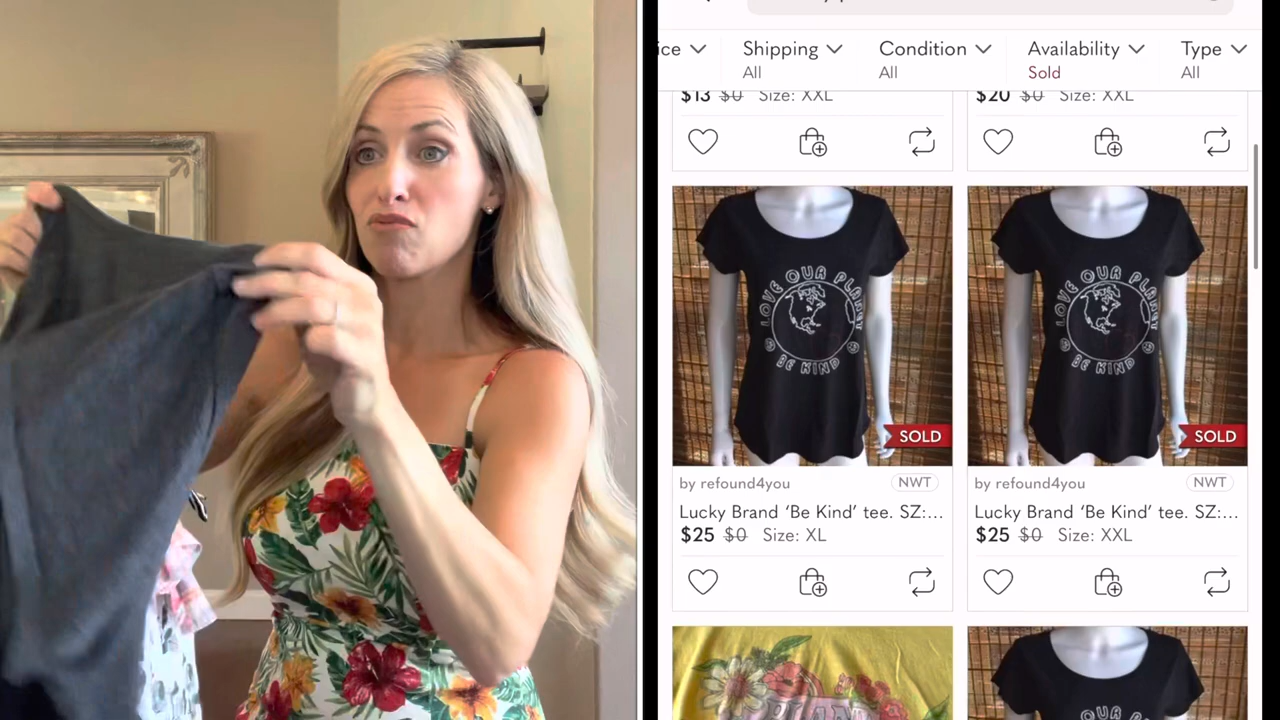 ice
Shipping
Condition
Availability
Type
All
All
Sold
All
$13 $0 Size: XXL
$20 $0 Size: XXL
LOVE OUR PLANET
BE KIND
SOLD
LOVE OUR PLANET
BE KIND
SOLD
by refound4you
NWT
by refound4you
NWT
Lucky Brand ‘Be Kind’ tee. SZ:...
Lucky Brand ‘Be Kind’ tee. SZ:...
$25 $0 Size: XL
$25 $0 Size: XXL
PLAN
OUR